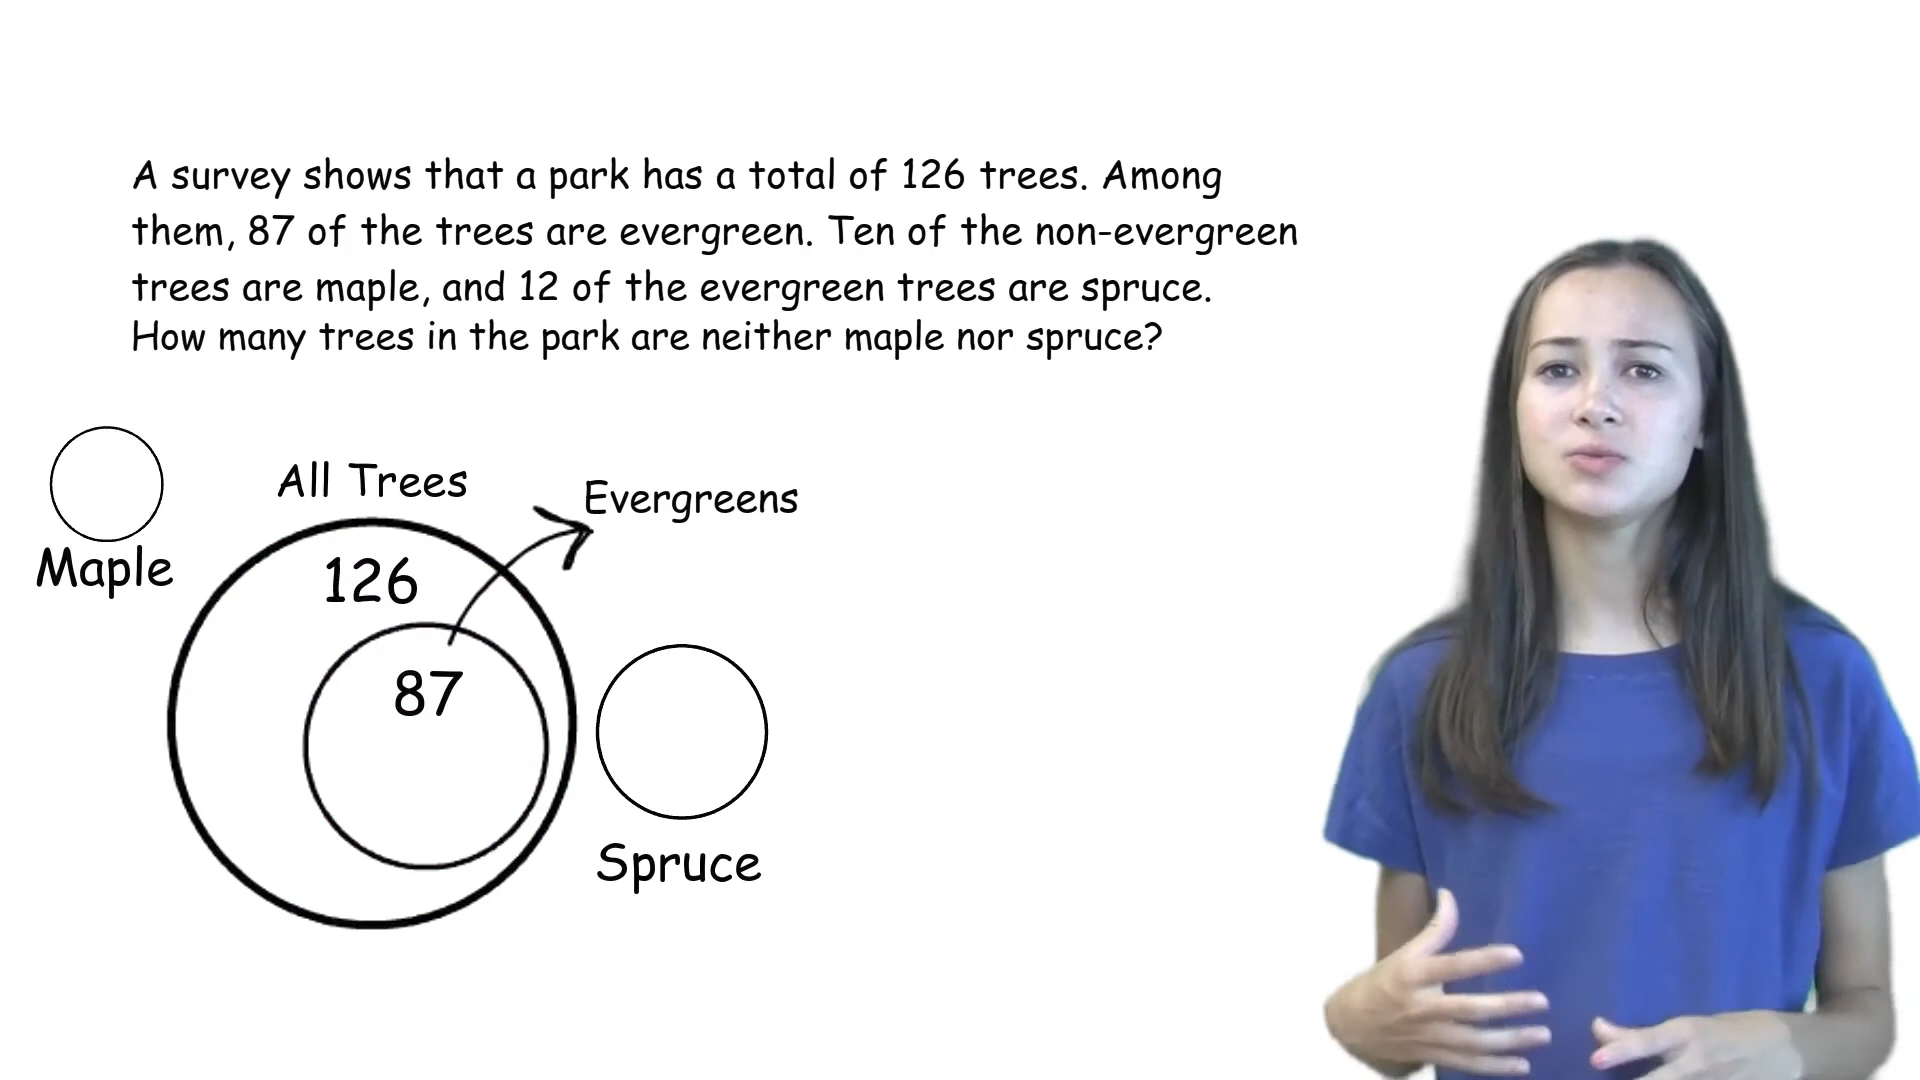 A survey shows that a park has a total of 126 trees. Among
them, 87 of the trees are evergreen. Ten of the non-evergreen
trees are maple, and 12 of the evergreen trees are spruce.
How many trees in the park are neither maple nor spruce?
All Trees
Evergreens
Maple
126
87
Spruce